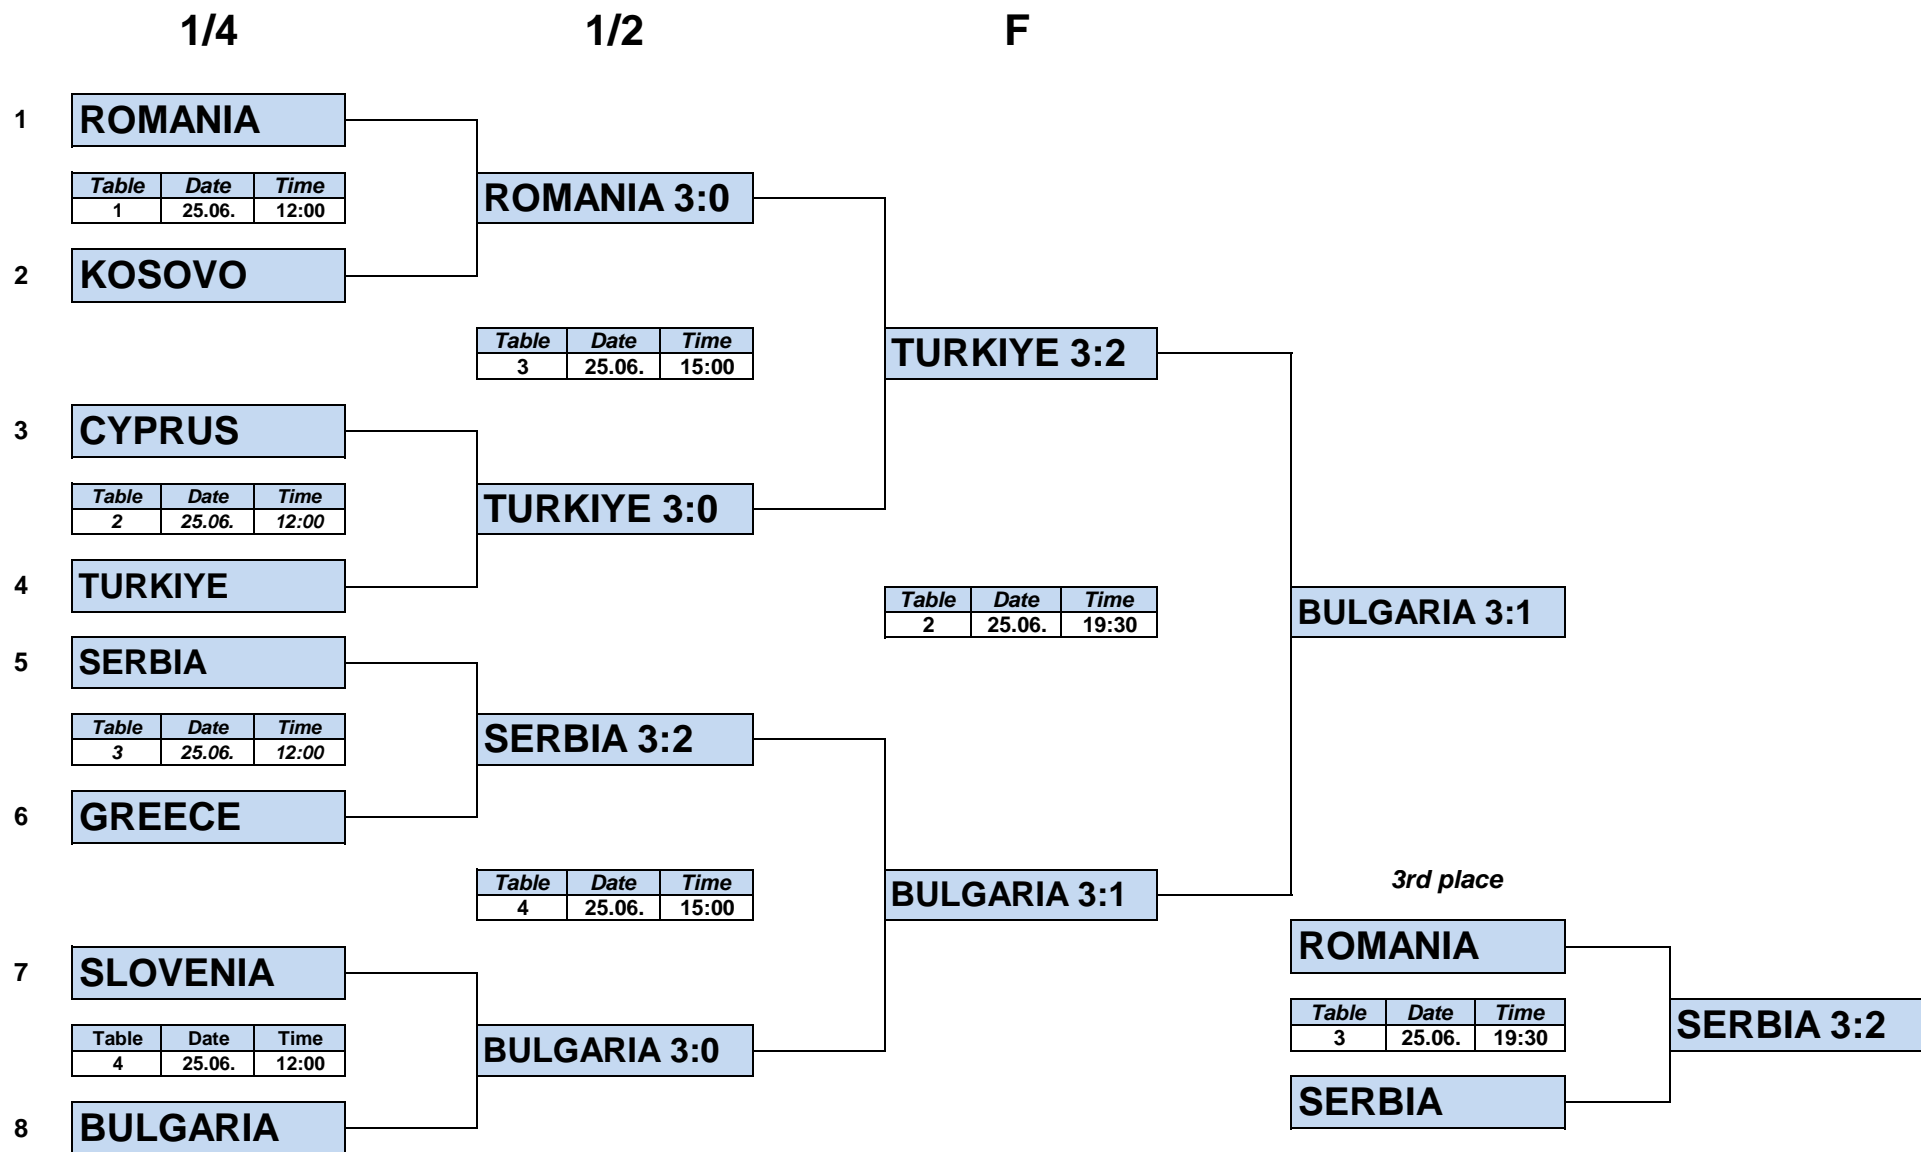 1/4 1/2 F
1 ROMANIA
Table Date Time
1 25.06. 12:00
ROMANIA 3:0
2 KOSOVO
Table Date Time
3 25.06. 15:00
TURKIYE 3:2
3 CYPRUS
Table Date Time
2 25.06. 12:00
TURKIYE 3:0
4 TURKIYE
Table Date Time
2 25.06. 19:30
BULGARIA 3:1
5 SERBIA
Table Date Time
3 25.06. 12:00
SERBIA 3:2
6 GREECE
Table Date Time
4 25.06. 15:00
BULGARIA 3:1
3rd place
ROMANIA
7 SLOVENIA
Table Date Time
3 25.06. 19:30
SERBIA 3:2
Table Date Time
4 25.06. 12:00
BULGARIA 3:0
SERBIA
8 BULGARIA